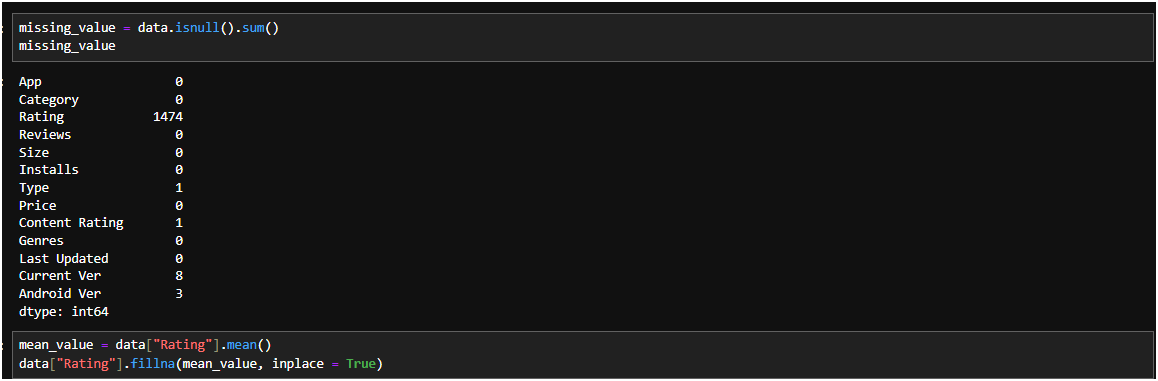 missing_value = data.isnull().sum()
missing_value
App 0
Category 0
Rating 1474
Reviews 0
Size 0
Installs 0
Type 1
Price 0
Content Rating 1
Genres 0
Last Updated 0
Current Ver 8
Android Ver 3
dtype: int64
mean_value = data["Rating"].mean()
data["Rating"].fillna(mean_value, inplace = True)